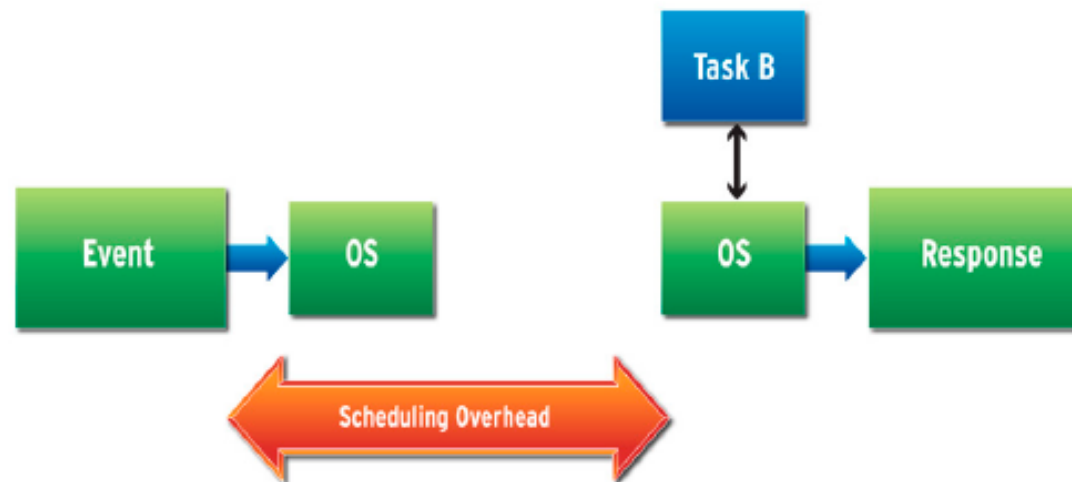 Task B
Event
OS
OS
Response
Scheduling Overhead